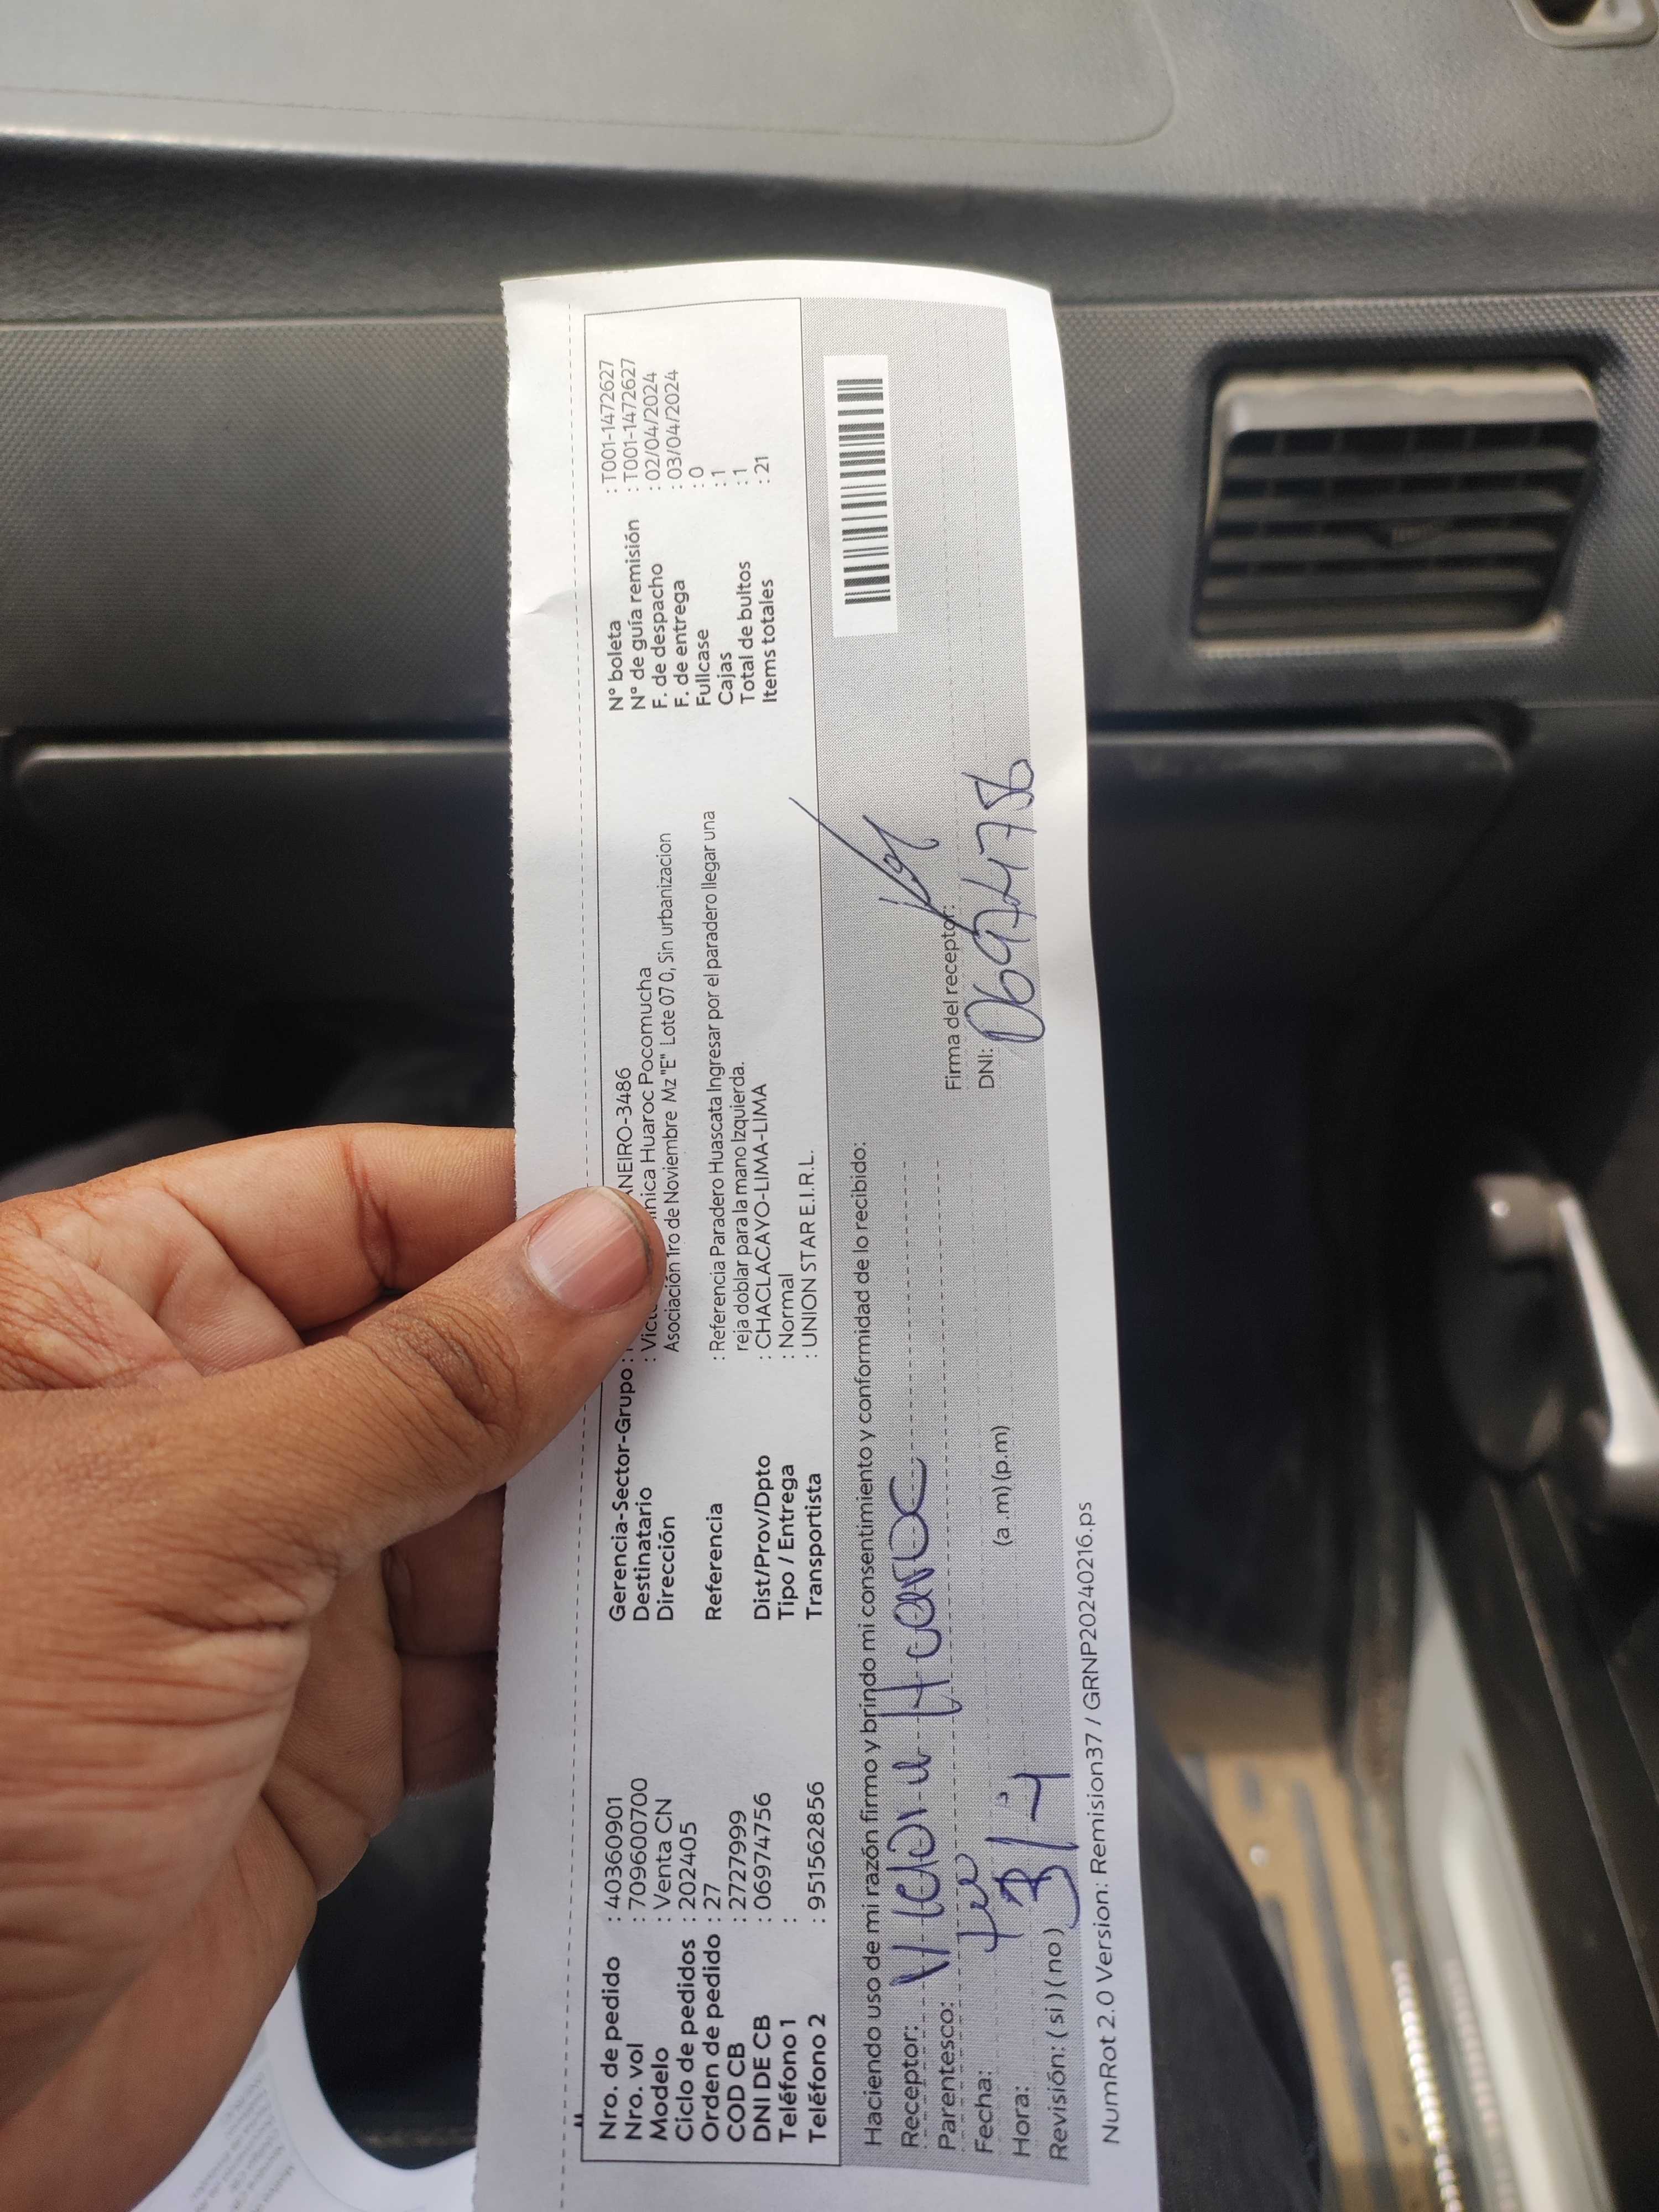 Nro. de pedido : 40360901
Nro. vol : 709600700
Modelo : Venta CN
Ciclo de pedidos : 202405
Orden de pedido : 27
COD CB : 2727999
DNI DE CB : 06974756
Teléfono 1 :
Teléfono 2 : 951562856
Gerencia-Sector-Grupo : NEIRO-3486
Destinatario : Huaroc Pocomucha
Dirección Asociación 1ro de Noviembre Mz "E" Lote 07 0, Sin urbanizacion
Referencia : Referencia Paradero Huascata Ingresar por el paradero llegar una
reja doblar para la mano Izquierda.
Dist/Prov/Dpto : CHACLACAYO-LIMA-LIMA
Tipo / Entrega : Normal
Transportista : UNION STAR E.I.R.L.
N° boleta : T001-1472627
N° de guía remisión : T001-1472627
F. de despacho : 02/04/2024
F. de entrega : 03/04/2024
Fullcase : 0
Cajas : 1
Total de bultos : 1
Items totales : 21
Haciendo uso de mi razón firmo y brindo mi consentimiento y conformidad de lo recibido:
Receptor: Huaroc
Parentesco:
Fecha: 3/4
Hora: (a.m) (p.m)
Revisión: ( si ) ( no )
Firma del receptor:
DNI: 06974756
NumRot 2.0 Version: Remision37 / GRNP20240216.ps